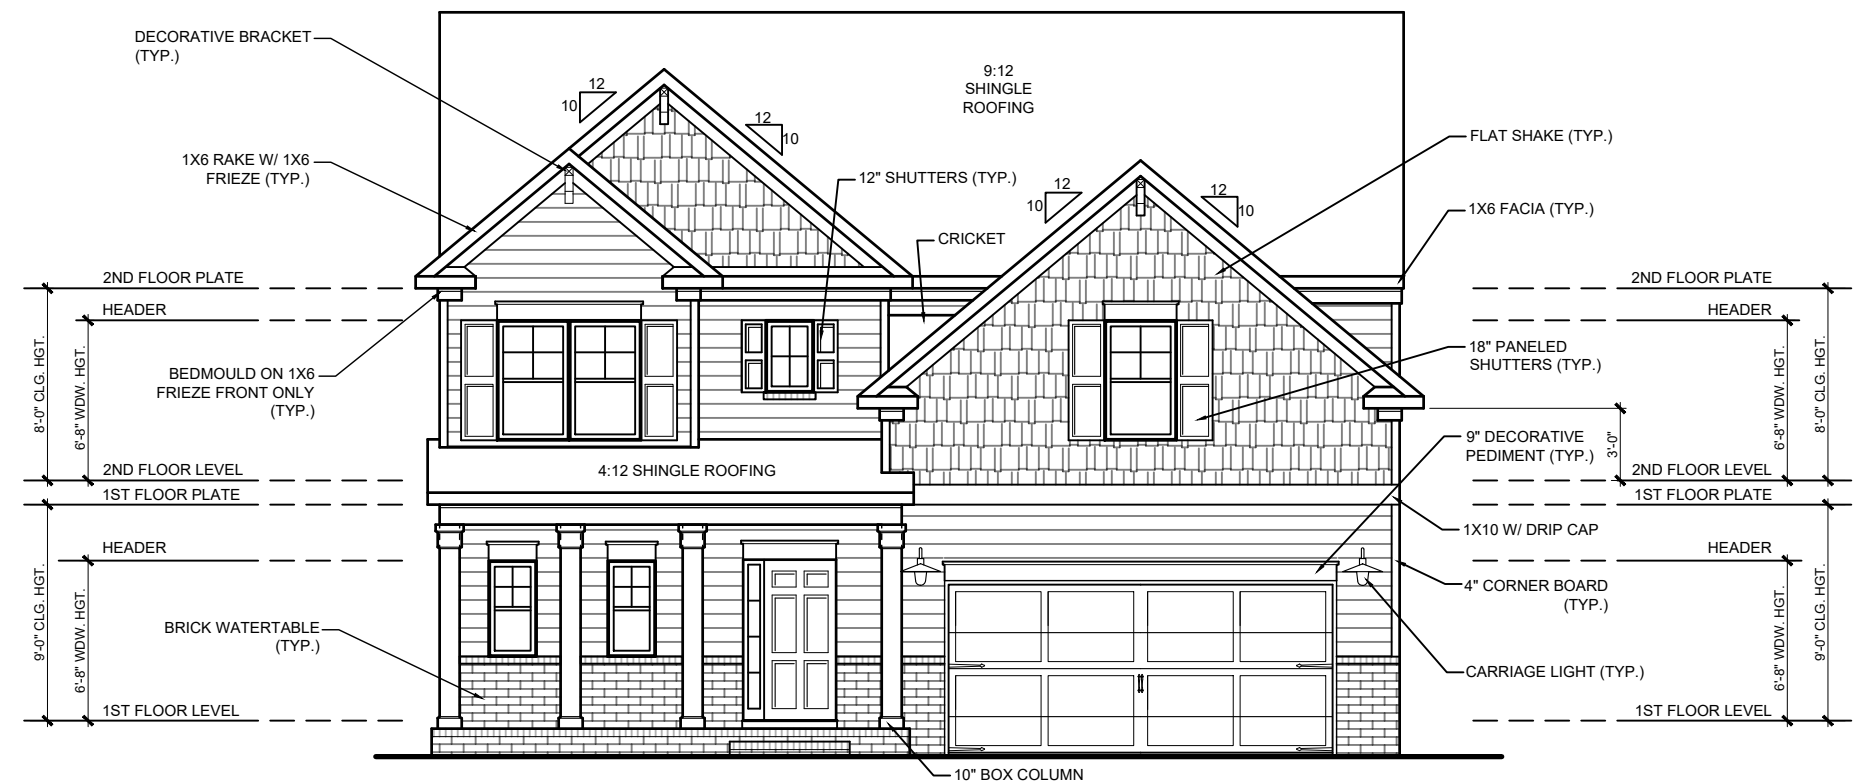 DECORATIVE BRACKET
(TYP.)
9:12
SHINGLE
ROOFING
12
10
12
10
1X6 RAKE W/ 1X6
FRIEZE (TYP.)
12" SHUTTERS (TYP.)
12
10
12
10
FLAT SHAKE (TYP.)
1X6 FACIA (TYP.)
CRICKET
2ND FLOOR PLATE
HEADER
8'-0" CLG. HGT.
6'-8" WDW. HGT.
BEDMOULD ON 1X6
FRIEZE FRONT ONLY
(TYP.)
2ND FLOOR LEVEL
1ST FLOOR PLATE
HEADER
9'-0" CLG. HGT.
6'-8" WDW. HGT.
BRICK WATERTABLE
(TYP.)
1ST FLOOR LEVEL
4:12 SHINGLE ROOFING
10" BOX COLUMN
2ND FLOOR PLATE
HEADER
18" PANELED
SHUTTERS (TYP.)
6'-8" WDW. HGT.
8'-0" CLG. HGT.
9" DECORATIVE
PEDIMENT (TYP.)
3'-0"
2ND FLOOR LEVEL
1ST FLOOR PLATE
1X10 W/ DRIP CAP
HEADER
4" CORNER BOARD
(TYP.)
6'-8" WDW. HGT.
9'-0" CLG. HGT.
CARRIAGE LIGHT (TYP.)
1ST FLOOR LEVEL